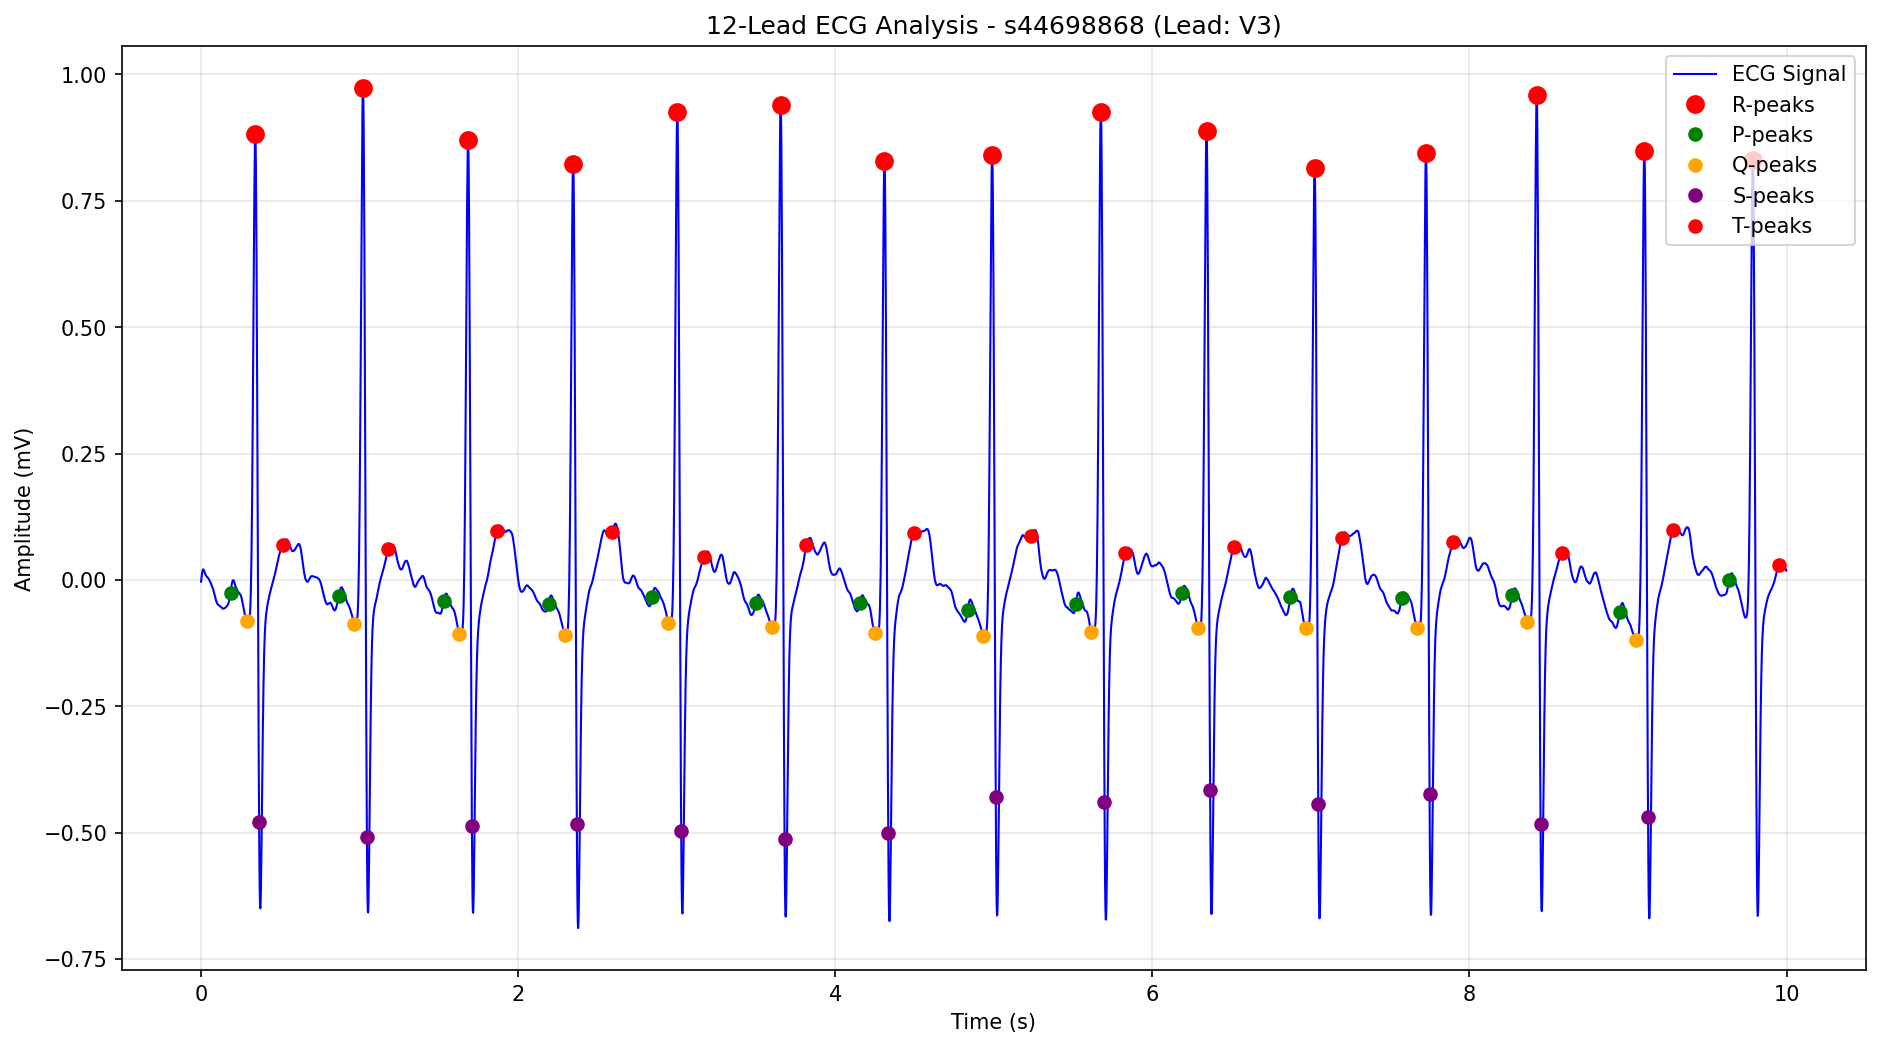 12-Lead ECG Analysis - s44698868 (Lead: V3)
ECG Signal
R-peaks
P-peaks
Q-peaks
S-peaks
T-peaks
Amplitude (mV)
1.00
0.75
0.50
0.25
0.00
−0.25
−0.50
−0.75
0 2 4 6 8 10
Time (s)